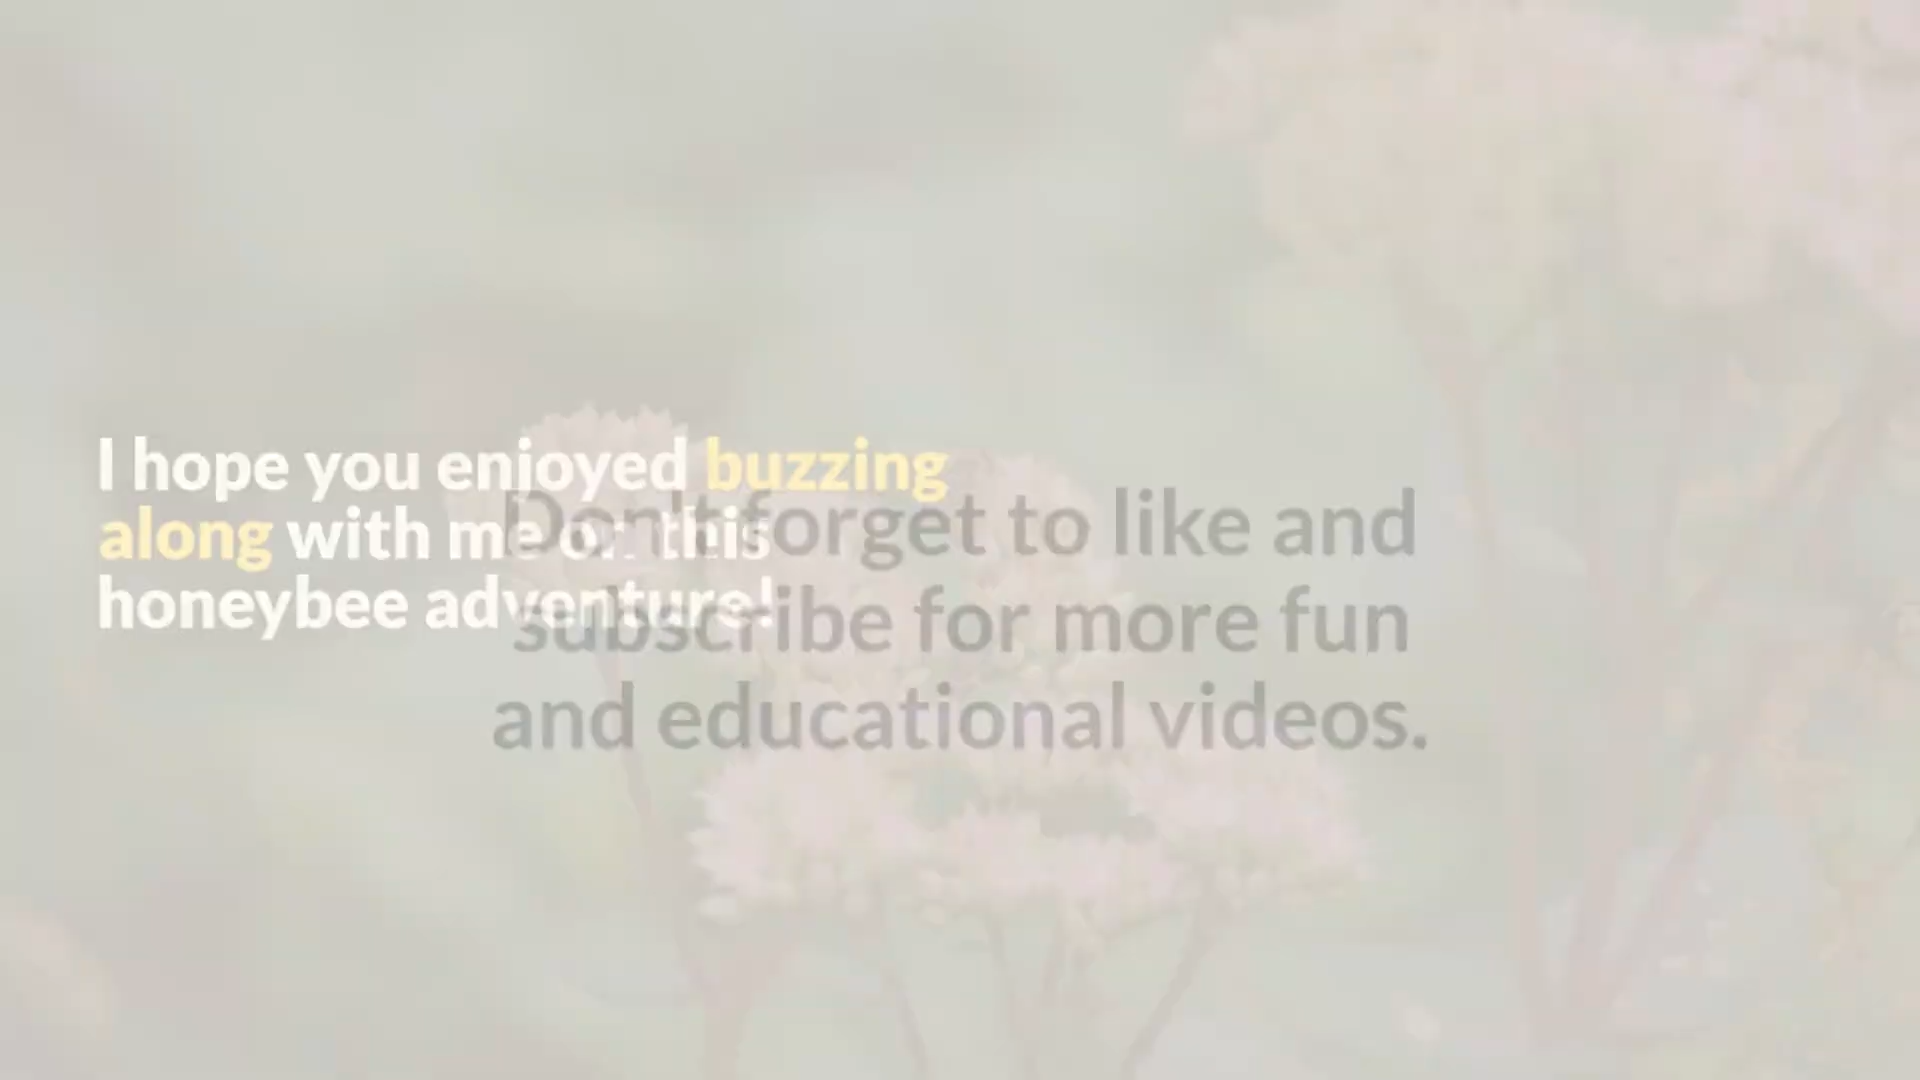 I hope you enjoyed buzzing
along with me on this
honeybee adventure!
Don't forget to like and
subscribe for more fun
and educational videos.